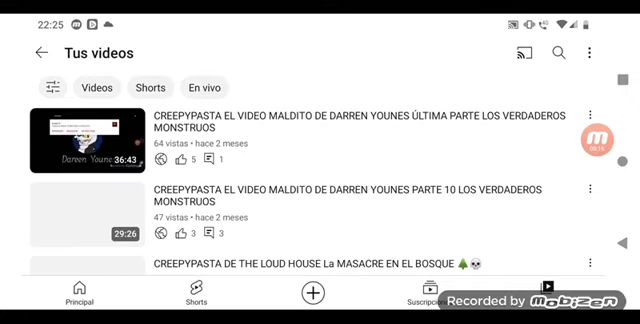 22:25
Tus videos
Videos
Shorts
En vivo
CREEPYPASTA EL VIDEO MALDITO DE DARREN YOUNES ÚLTIMA PARTE LOS VERDADEROS
MONSTRUOS
64 vistas • hace 2 meses
5
1
Dareen Youne
36:43
CREEPYPASTA EL VIDEO MALDITO DE DARREN YOUNES PARTE 10 LOS VERDADEROS
MONSTRUOS
47 vistas • hace 2 meses
3
3
29:26
CREEPYPASTA DE THE LOUD HOUSE La MASACRE EN EL BOSQUE 🌲💀
Principal
Shorts
Suscripcion
Recorded by mobizen